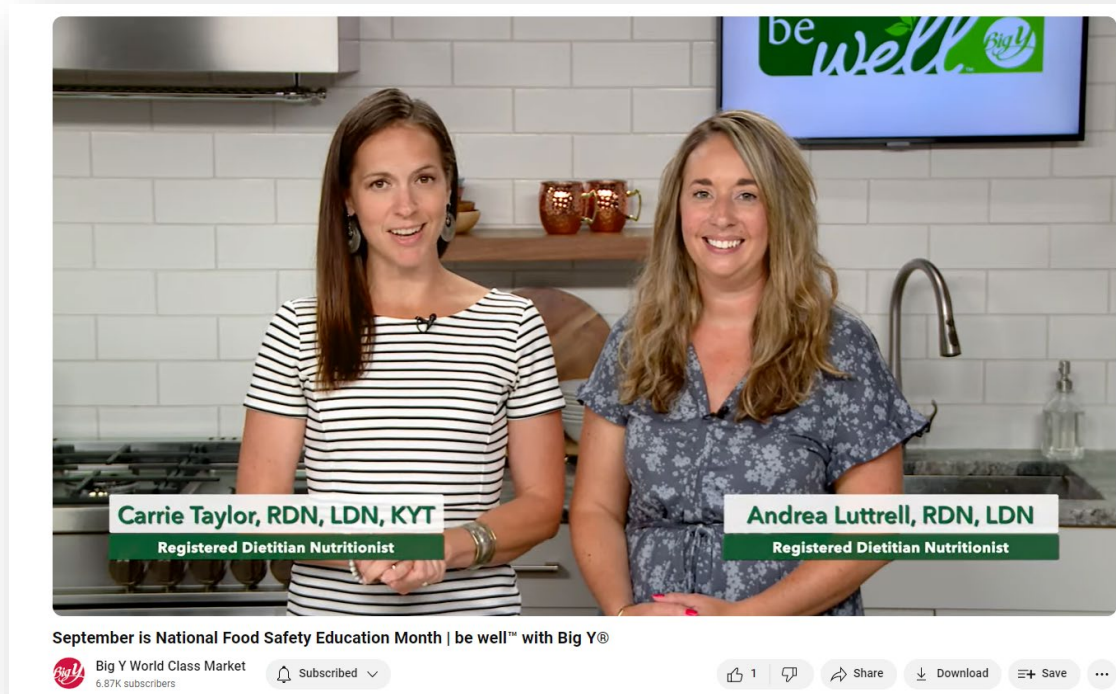 be
well™
Big Y
Carrie Taylor, RDN, LDN, KYT
Registered Dietitian Nutritionist
Andrea Luttrell, RDN, LDN
Registered Dietitian Nutritionist
September is National Food Safety Education Month | be well™ with Big Y®
Big Y
Big Y World Class Market
6.87K subscribers
Subscribed
1
Share
Download
Save